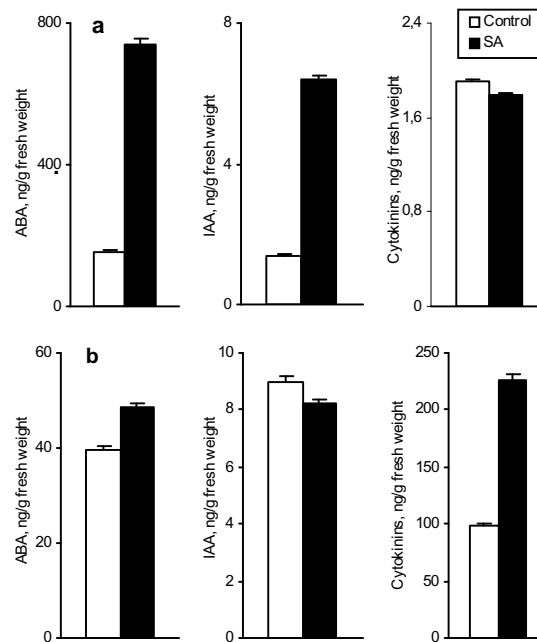 a
Control
SA
ABA, ng/g fresh weight
800
400
0
IAA, ng/g fresh weight
8
4
0
Cytokinins, ng/g fresh weight
2,4
1,6
0,8
0
b
ABA, ng/g fresh weight
60
40
20
0
IAA, ng/g fresh weight
10
8
6
4
2
0
Cytokinins, ng/g fresh weight
250
200
150
100
50
0